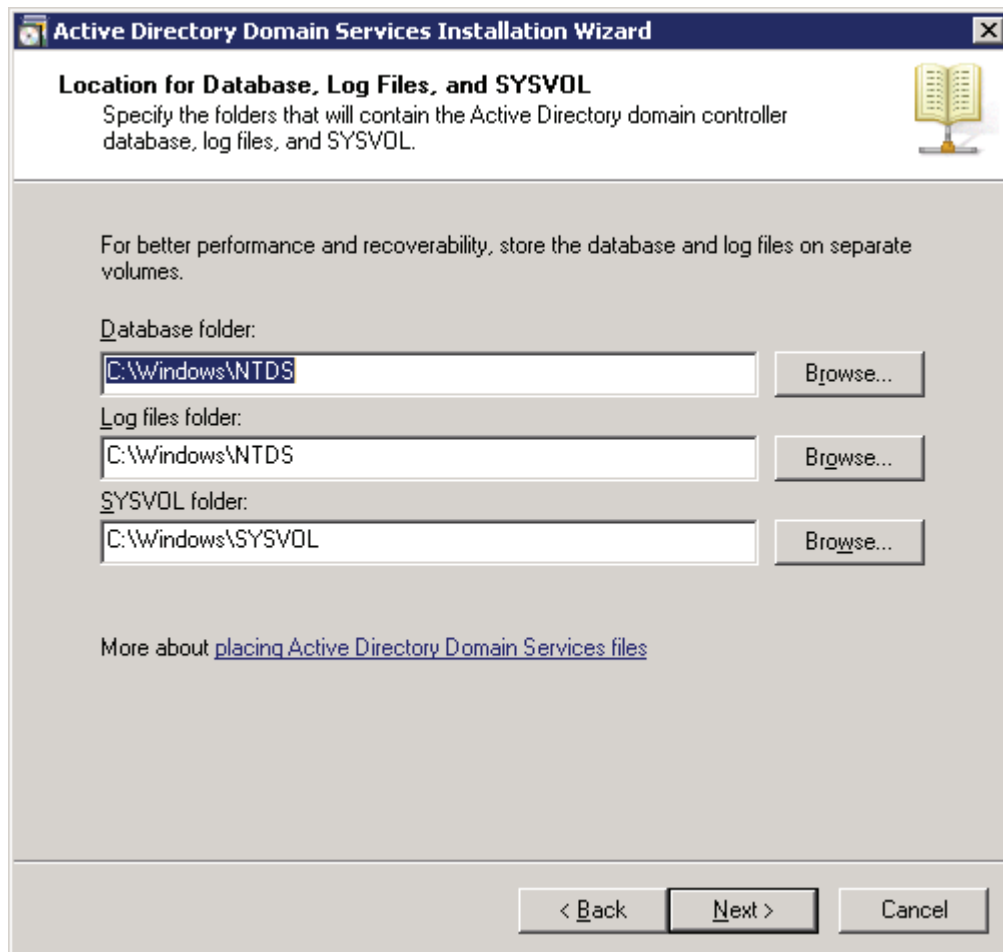 Active Directory Domain Services Installation Wizard
Location for Database, Log Files, and SYSVOL
Specify the folders that will contain the Active Directory domain controller
database, log files, and SYSVOL.
For better performance and recoverability, store the database and log files on separate
volumes.
Database folder:
C:\Windows\NTDS
Browse...
Log files folder:
C:\Windows\NTDS
Browse...
SYSVOL folder:
C:\Windows\SYSVOL
Browse...
More about placing Active Directory Domain Services files
< Back
Next >
Cancel